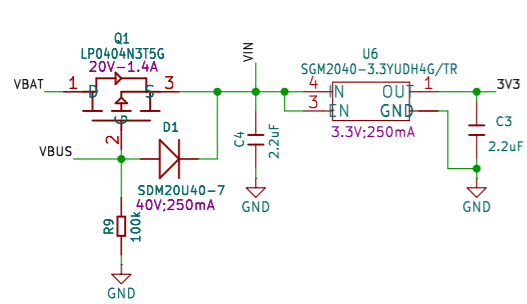 Q1
LP0404N3T5G
20V-1.4A
VBAT
1
D
S
3
G
2
VBUS
D1
SDM20U40-7
40V;250mA
R9
100k
GND
VIN
C4
2.2uF
GND
U6
SGM2040-3.3YUDH4G/TR
4
IN
OUT
1
3V3
3
EN
GND
3.3V;250mA
C3
2.2uF
GND